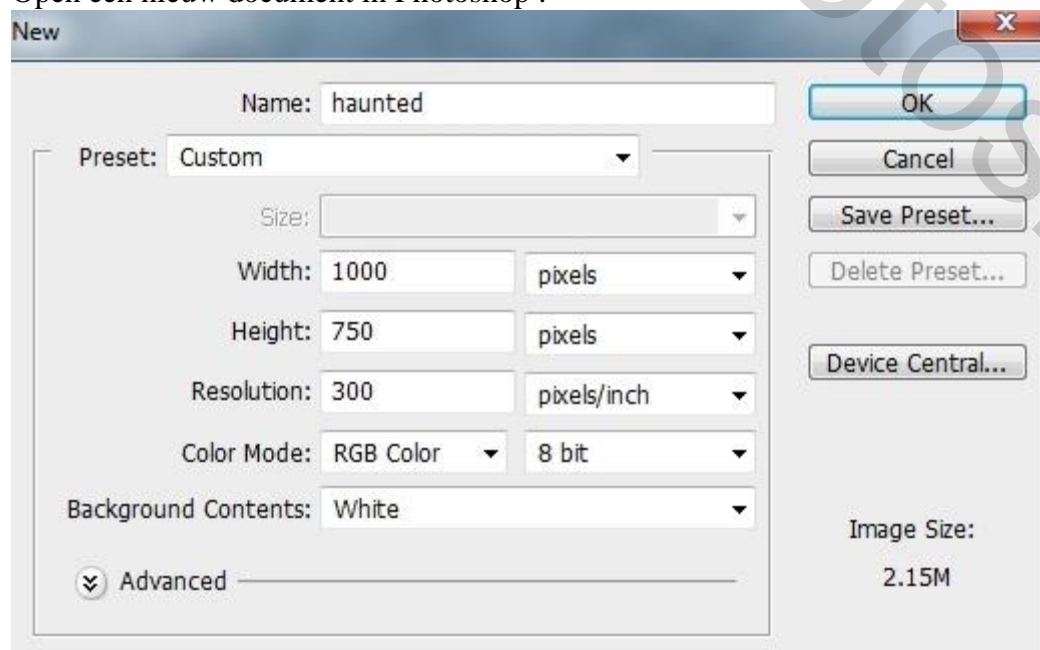 Open een nieuw document in Photoshop .
New
Name: haunted
OK
Preset: Custom
Cancel
Size:
Save Preset...
Width: 1000 pixels
Delete Preset...
Height: 750 pixels
Device Central...
Resolution: 300 pixels/inch
Color Mode: RGB Color 8 bit
Background Contents: White
Image Size:
Advanced
2.15M